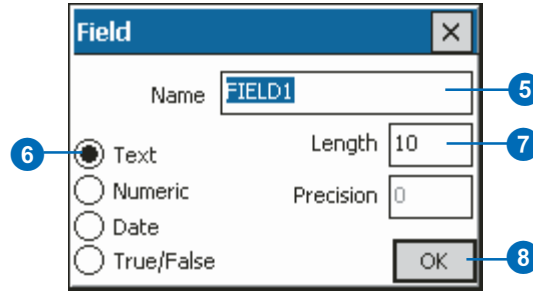 Field
Name FIELD1 5
6 Text Length 10 7
Numeric Precision 0
Date
True/False OK 8